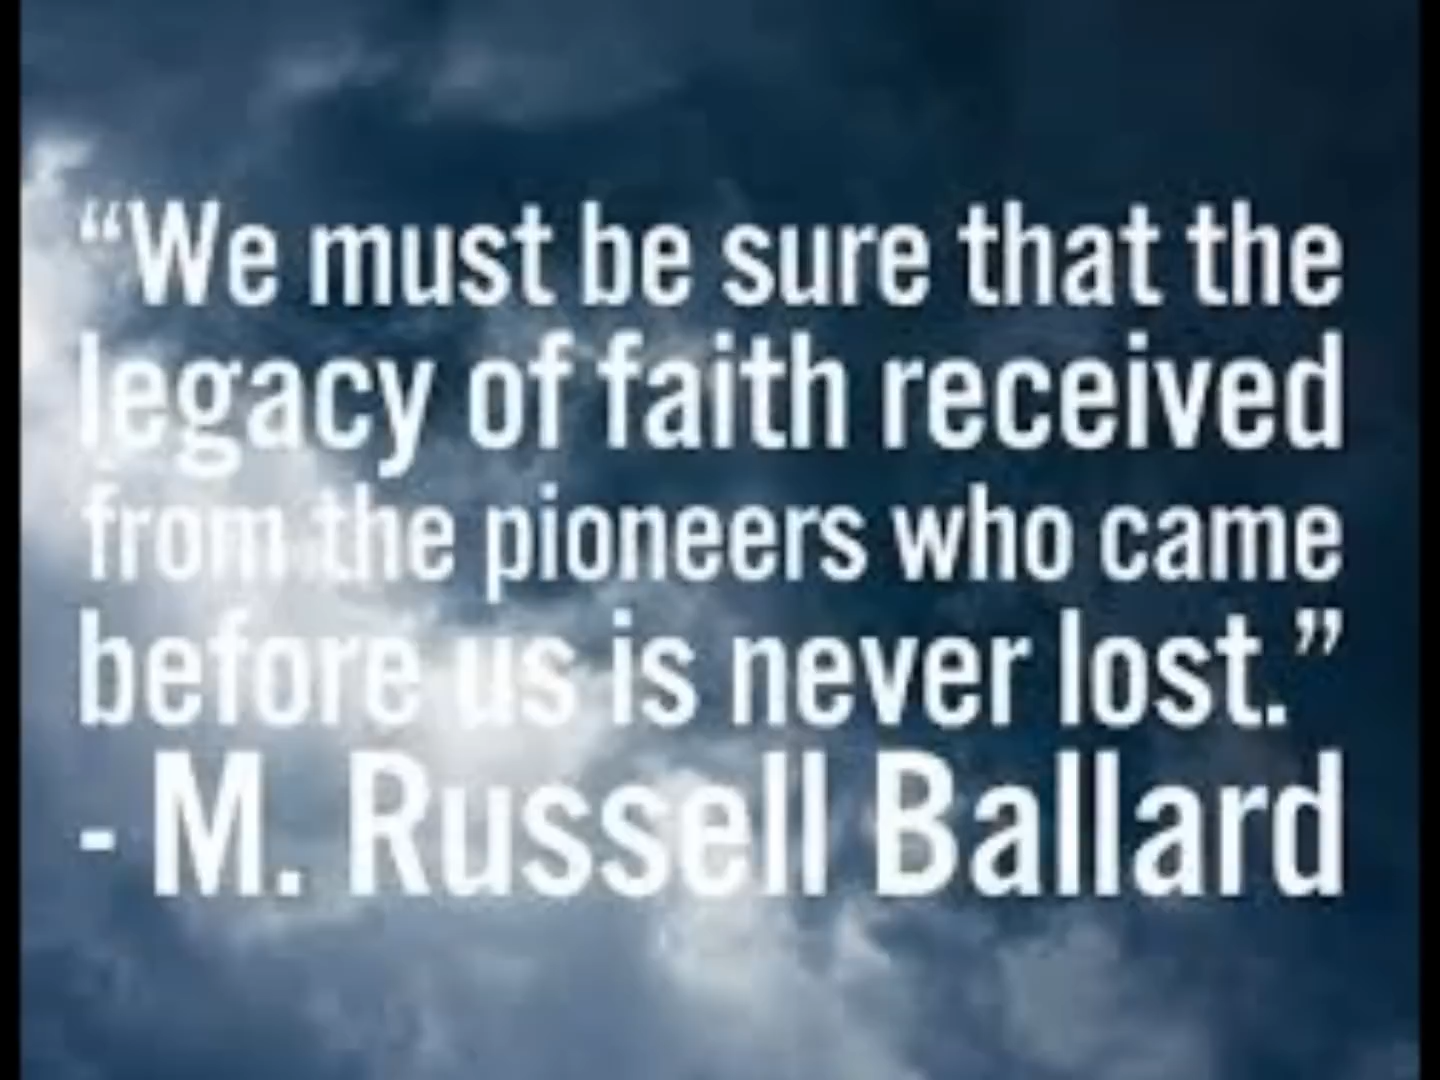 “We must be sure that the
legacy of faith received
from the pioneers who came
before us is never lost.”
- M. Russell Ballard